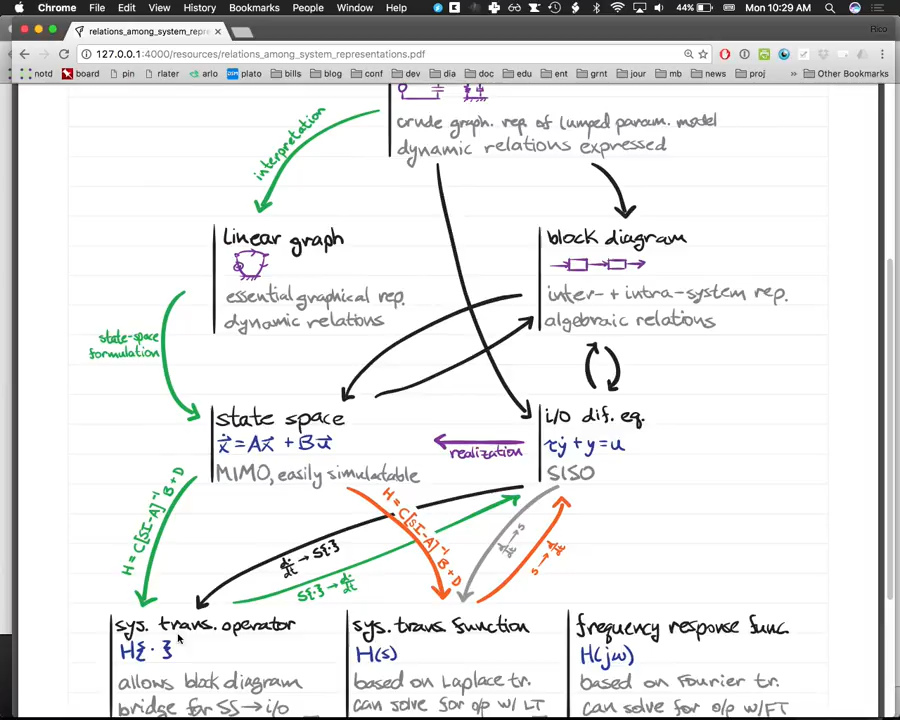 Chrome File Edit View History Bookmarks People Window Help 44% Mon 10:29 AM
relations_among_system_repre Rico
127.0.0.1:4000/resources/relations_among_system_representations.pdf
notd board pin rlater arlo plato bills blog conf dev dia doc edu ent grnt jour mb news proj » Other Bookmarks
crude graph. rep. of lumped param. model
dynamic relations expressed
interpretation
linear graph
essential graphical rep.
dynamic relations
block diagram
inter- + intra-system rep.
algebraic relations
state-space
formulation
state space
ẋ = Ax + Bu
MIMO, easily simulatable
realization
i/o dif. eq.
τẏ + y = u
SISO
H = C[SI-A]⁻¹B + D
d/dt → S{·}
S{·} → d/dt
H = C[SI-A]⁻¹B + D
d/dt → s
s → d/dt
sys. trans. operator
H{ · }
allows block diagram
bridge for SS → i/o
sys. trans. function
H(s)
based on Laplace tr.
can solve for o/p w/ LT
frequency response func.
H(jω)
based on Fourier tr.
can solve for o/p w/FT